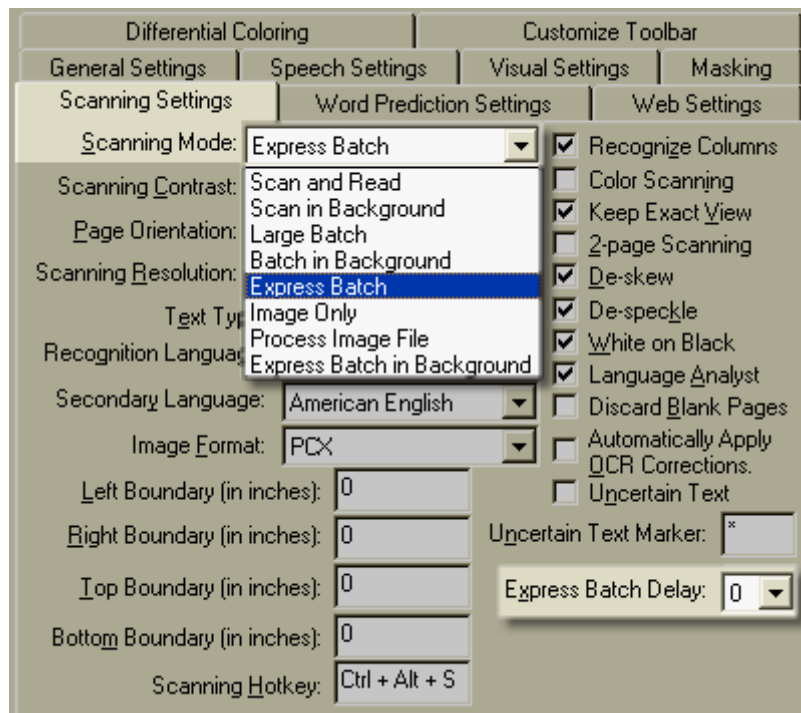 Differential Coloring
Customize Toolbar
General Settings
Speech Settings
Visual Settings
Masking
Scanning Settings
Word Prediction Settings
Web Settings
Scanning Mode: Express Batch
Scan and Read
Scan in Background
Large Batch
Batch in Background
Express Batch
Image Only
Process Image File
Express Batch in Background
Scanning Contrast:
Page Orientation:
Scanning Resolution:
Text
Recognition
Secondary Language: American English
Image Format: PCX
Left Boundary (in inches): 0
Right Boundary (in inches): 0
Top Boundary (in inches): 0
Bottom Boundary (in inches): 0
Scanning Hotkey: Ctrl + Alt + S
Recognize Columns
Color Scanning
Keep Exact View
2-page Scanning
De-skew
De-speckle
White on Black
Language Analyst
Discard Blank Pages
Automatically Apply
OCR Corrections.
Uncertain Text
Uncertain Text Marker: *
Express Batch Delay: 0